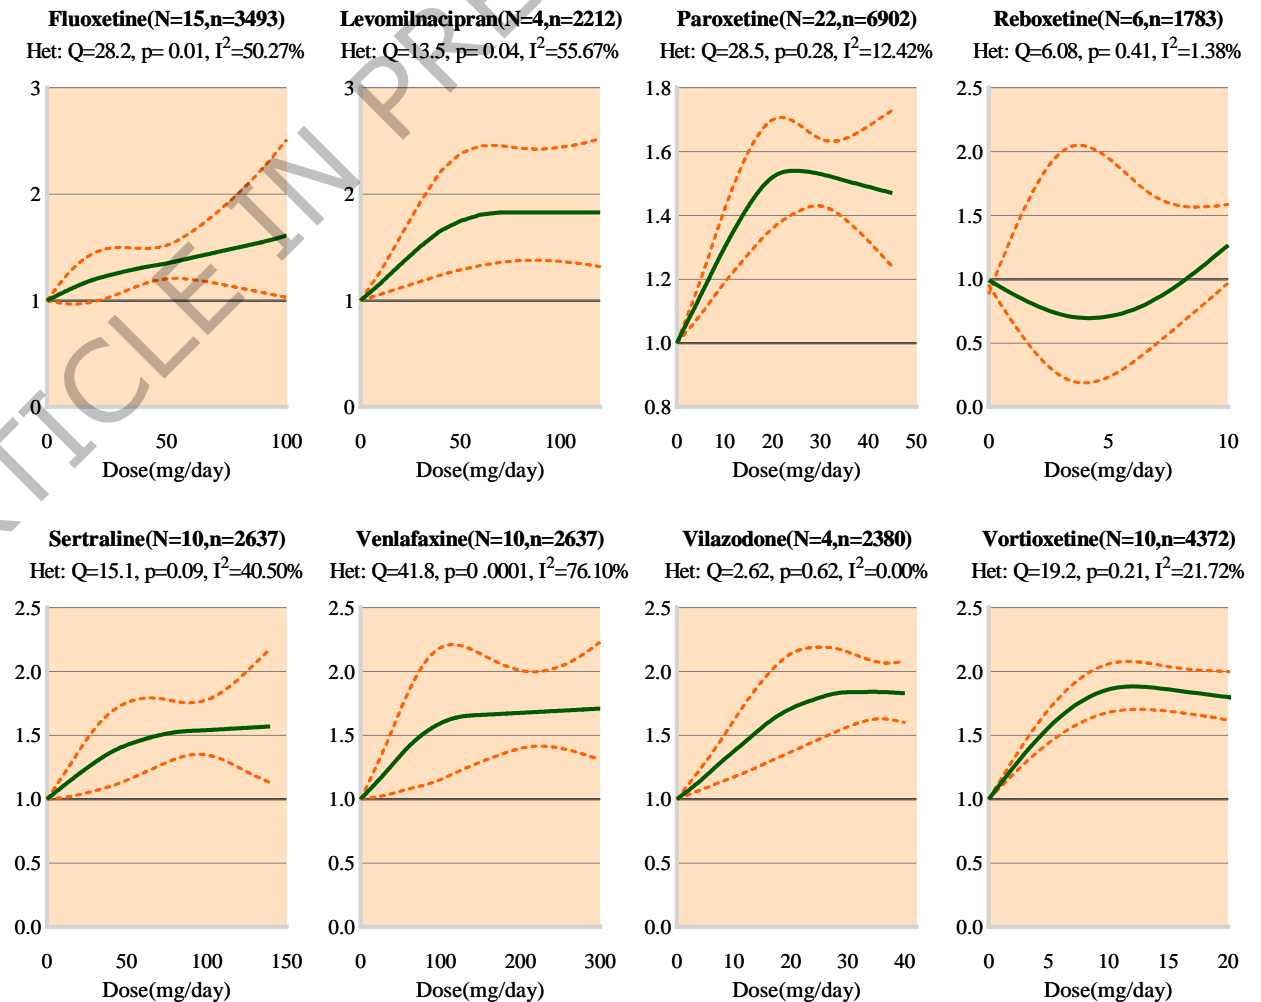 Fluoxetine(N=15,n=3493)
Het: Q=28.2, p= 0.01, I²=50.27%
3
2
1
0
0 50 100
Dose(mg/day)
Levomilnacipran(N=4,n=2212)
Het: Q=13.5, p= 0.04, I²=55.67%
3
2
1
0
0 50 100
Dose(mg/day)
Paroxetine(N=22,n=6902)
Het: Q=28.5, p=0.28, I²=12.42%
1.8
1.6
1.4
1.2
1.0
0.8
0 10 20 30 40 50
Dose(mg/day)
Reboxetine(N=6,n=1783)
Het: Q=6.08, p= 0.41, I²=1.38%
2.5
2.0
1.5
1.0
0.5
0.0
0 5 10
Dose(mg/day)
Sertraline(N=10,n=2637)
Het: Q=15.1, p=0.09, I²=40.50%
2.5
2.0
1.5
1.0
0.5
0.0
0 50 100 150
Dose(mg/day)
Venlafaxine(N=10,n=2637)
Het: Q=41.8, p=0 .0001, I²=76.10%
2.5
2.0
1.5
1.0
0.5
0.0
0 100 200 300
Dose(mg/day)
Vilazodone(N=4,n=2380)
Het: Q=2.62, p=0.62, I²=0.00%
2.5
2.0
1.5
1.0
0.5
0.0
0 10 20 30 40
Dose(mg/day)
Vortioxetine(N=10,n=4372)
Het: Q=19.2, p=0.21, I²=21.72%
2.5
2.0
1.5
1.0
0.5
0.0
0 5 10 15 20
Dose(mg/day)
RTICLE IN PRE